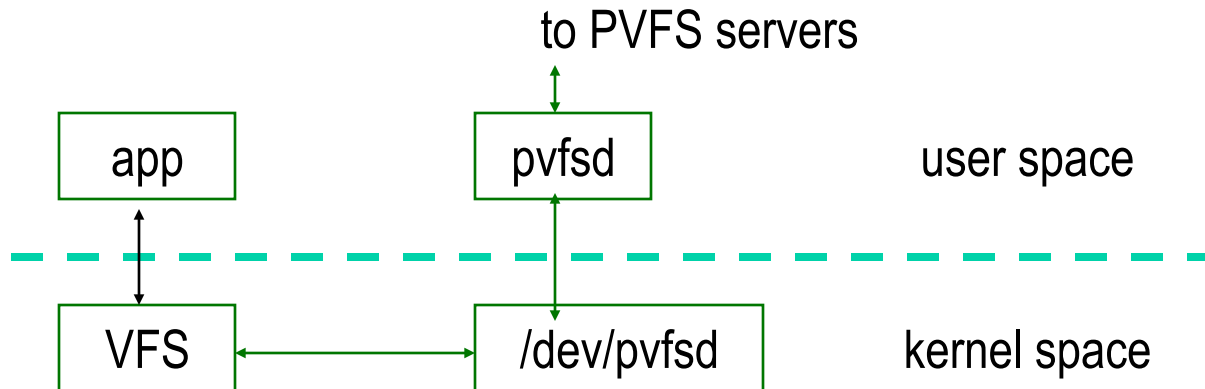 to PVFS servers
app
pvfsd
user space
VFS
/dev/pvfsd
kernel space